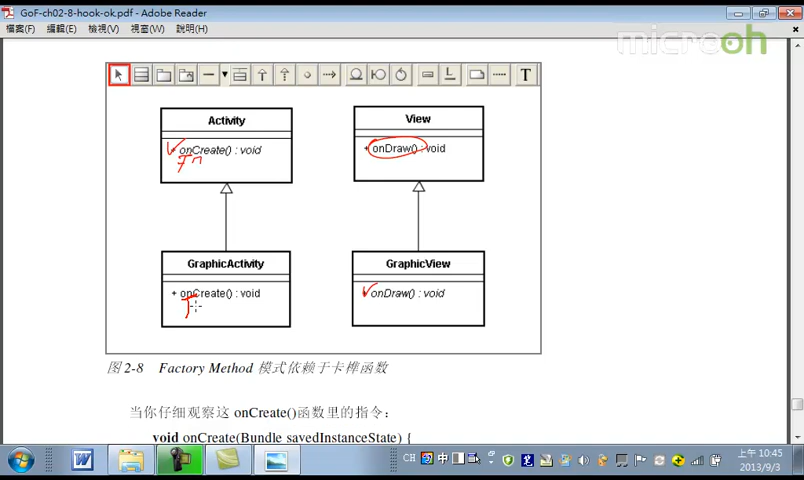 GoF-ch02-8-hook-ok.pdf - Adobe Reader
檔案(F) 編輯(E) 檢視(V) 視窗(W) 說明(H)
microoh
T
Activity
+ onCreate() : void
Fn
View
+ onDraw() : void
GraphicActivity
+ onCreate() : void
GraphicView
onDraw() : void
图 2-8 Factory Method 模式依赖于卡榫函数
当你仔细观察这 onCreate()函数里的指令：
void onCreate(Bundle savedInstanceState) {
CH
上午 10:45
2013/9/3